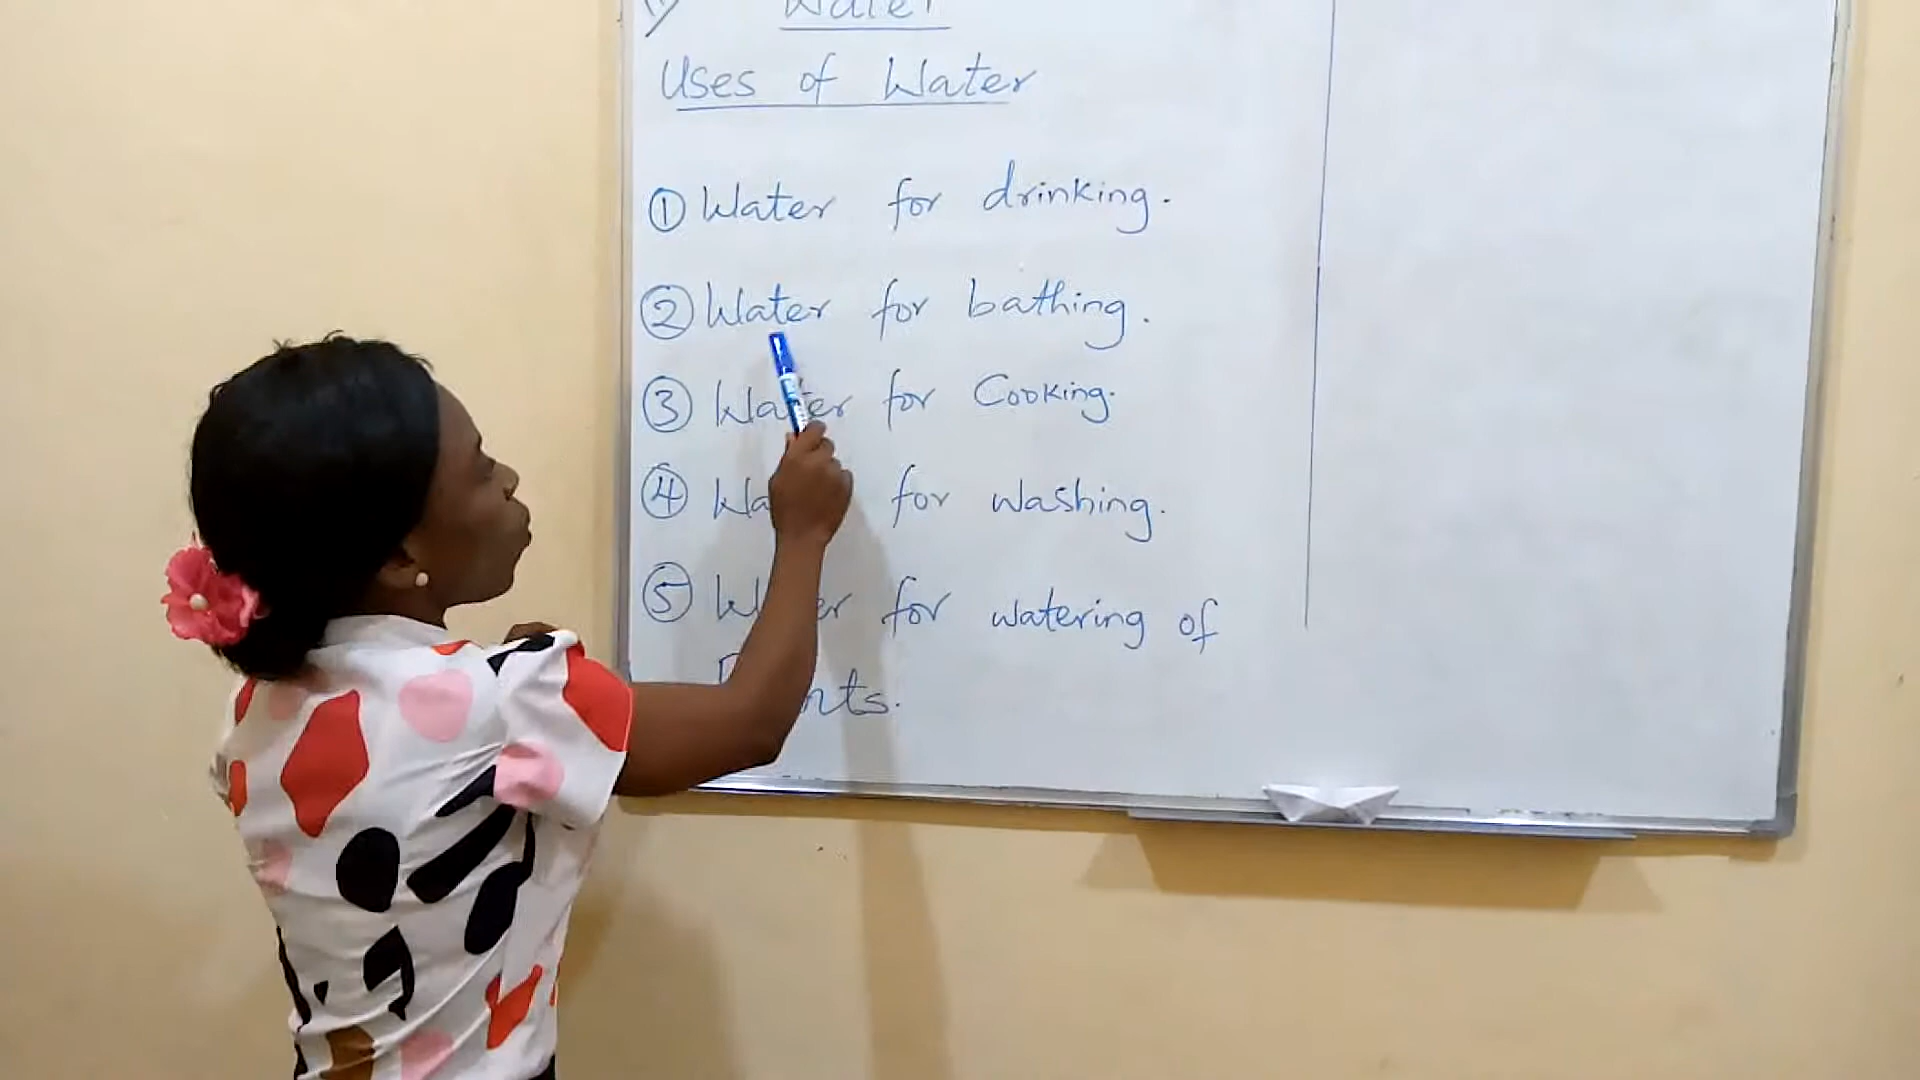 Water
Uses of Water
① Water for drinking.
② Water for bathing.
③ Water for Cooking.
④ for washing.
⑤ for watering of